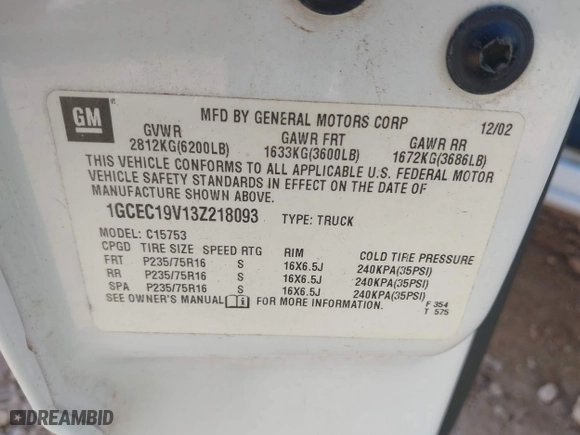 GM
MFD BY GENERAL MOTORS CORP 12/02
GVWR GAWR FRT GAWR RR
2812KG(6200LB) 1633KG(3600LB) 1672KG(3686LB)
THIS VEHICLE CONFORMS TO ALL APPLICABLE U.S. FEDERAL MOTOR
VEHICLE SAFETY STANDARDS IN EFFECT ON THE DATE OF
MANUFACTURE SHOWN ABOVE.
1GCEC19V13Z218093 TYPE: TRUCK
MODEL: C15753
CPGD TIRE SIZE SPEED RTG RIM COLD TIRE PRESSURE
FRT P235/75R16 S 16X6.5J 240KPA(35PSI)
RR P235/75R16 S 16X6.5J 240KPA(35PSI)
SPA P235/75R16 S 16X6.5J 240KPA(35PSI)
SEE OWNER'S MANUAL FOR MORE INFORMATION. F 354
T 575
DREAMBID